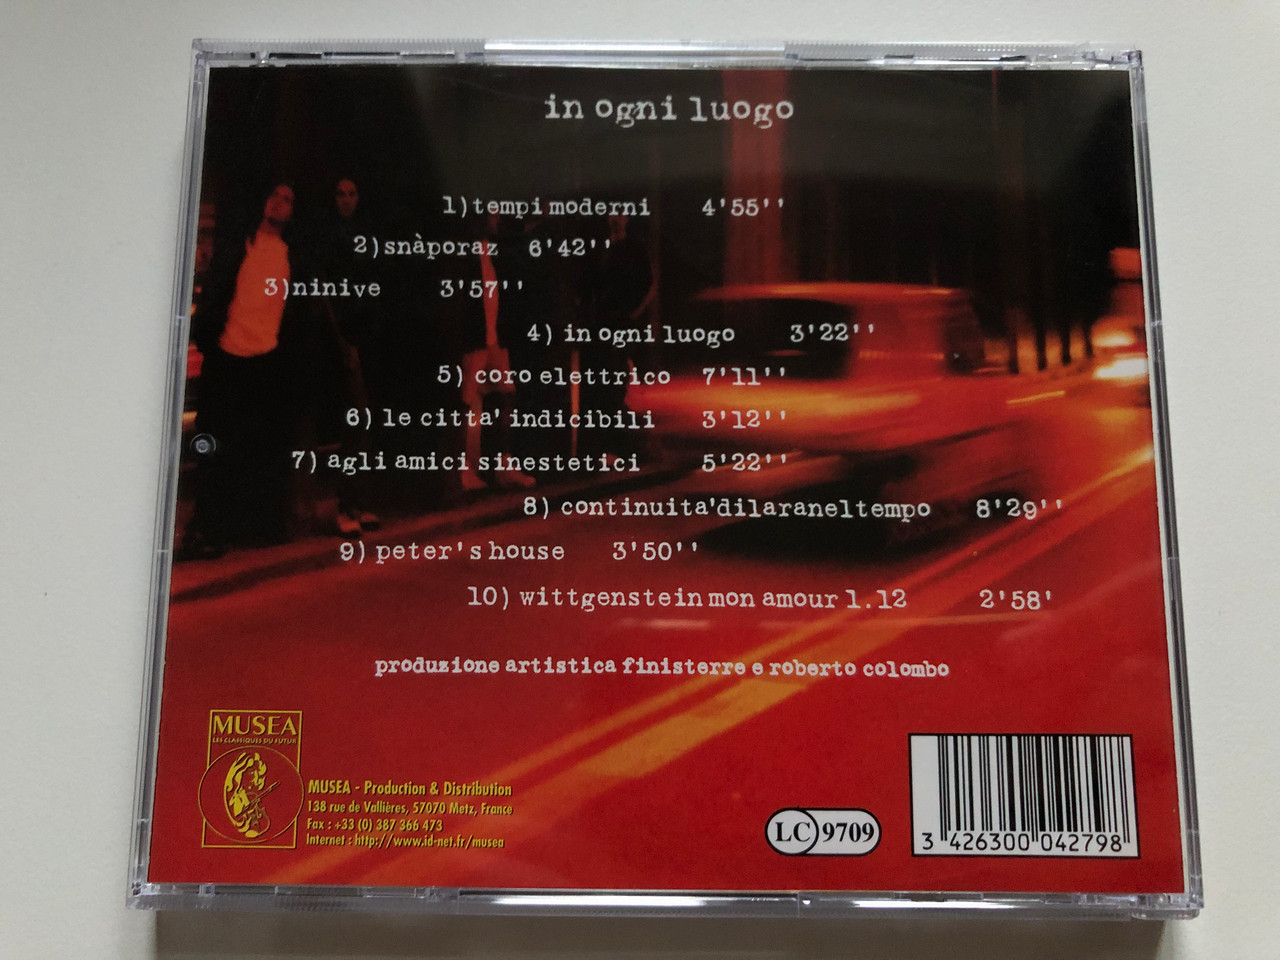 in ogni luogo
1) tempi moderni 4'55''
2) snàporaz 6'42''
3) ninive 3'57''
4) in ogni luogo 3'22''
5) coro elettrico 7'11''
6) le citta' indicibili 3'12''
7) agli amici sinestetici 5'22''
8) continuita'dilaraneltempo 8'29''
9) peter's house 3'50''
10) wittgenstein mon amour 1.12 2'58'
produzione artistica finisterre e roberto colombo
MUSEA
LES CLASSIQUES DU FUTUR
MUSEA - Production & Distribution
138 rue de Vallières, 57070 Metz, France
Fax : +33 (0) 387 366 473
Internet : http://www.id-net.fr/musea
LC 9709
3 426300 042798